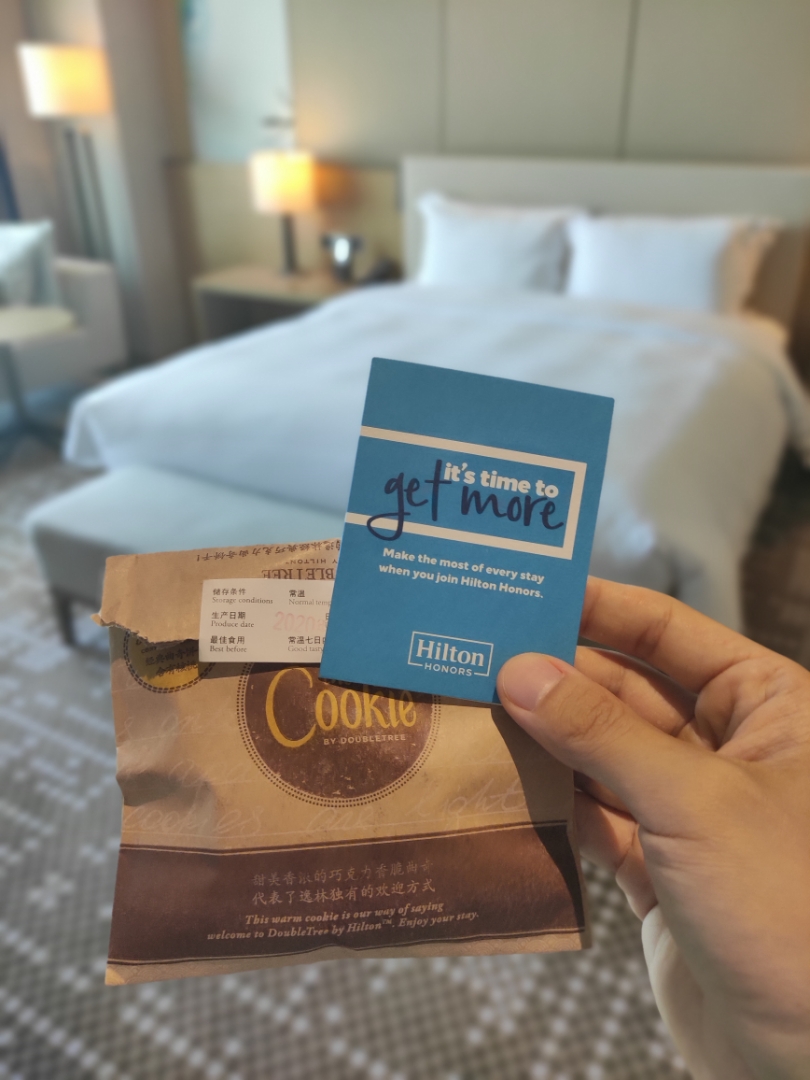 it's time to
get more
Make the most of every stay
when you join Hilton Honors.
Hilton
HONORS
储存条件 常温
Storage conditions Normal
生产日期
Produce date
最佳食用 常温七日
Best before Good
Cookie
BY DOUBLETREE
甜美香浓的巧克力香脆曲奇
代表了逸林独有的欢迎方式
This warm cookie is our way of saying
welcome to DoubleTree by Hilton™. Enjoy your stay.